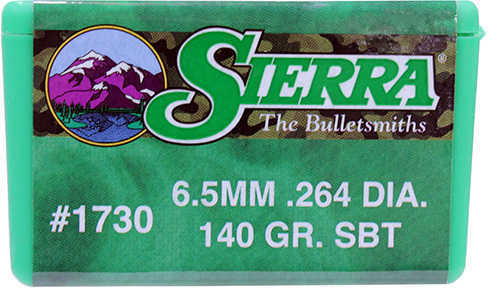 SIERRA®
The Bulletsmiths
#1730
6.5MM .264 DIA.
140 GR. SBT